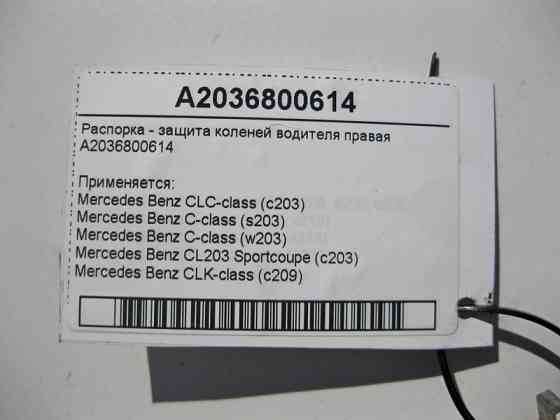 A2036800614
Распорка - защита коленей водителя правая
A2036800614
Применяется:
Mercedes Benz CLC-class (c203)
Mercedes Benz C-class (s203)
Mercedes Benz C-class (w203)
Mercedes Benz CL203 Sportcoupe (c203)
Mercedes Benz CLK-class (c209)